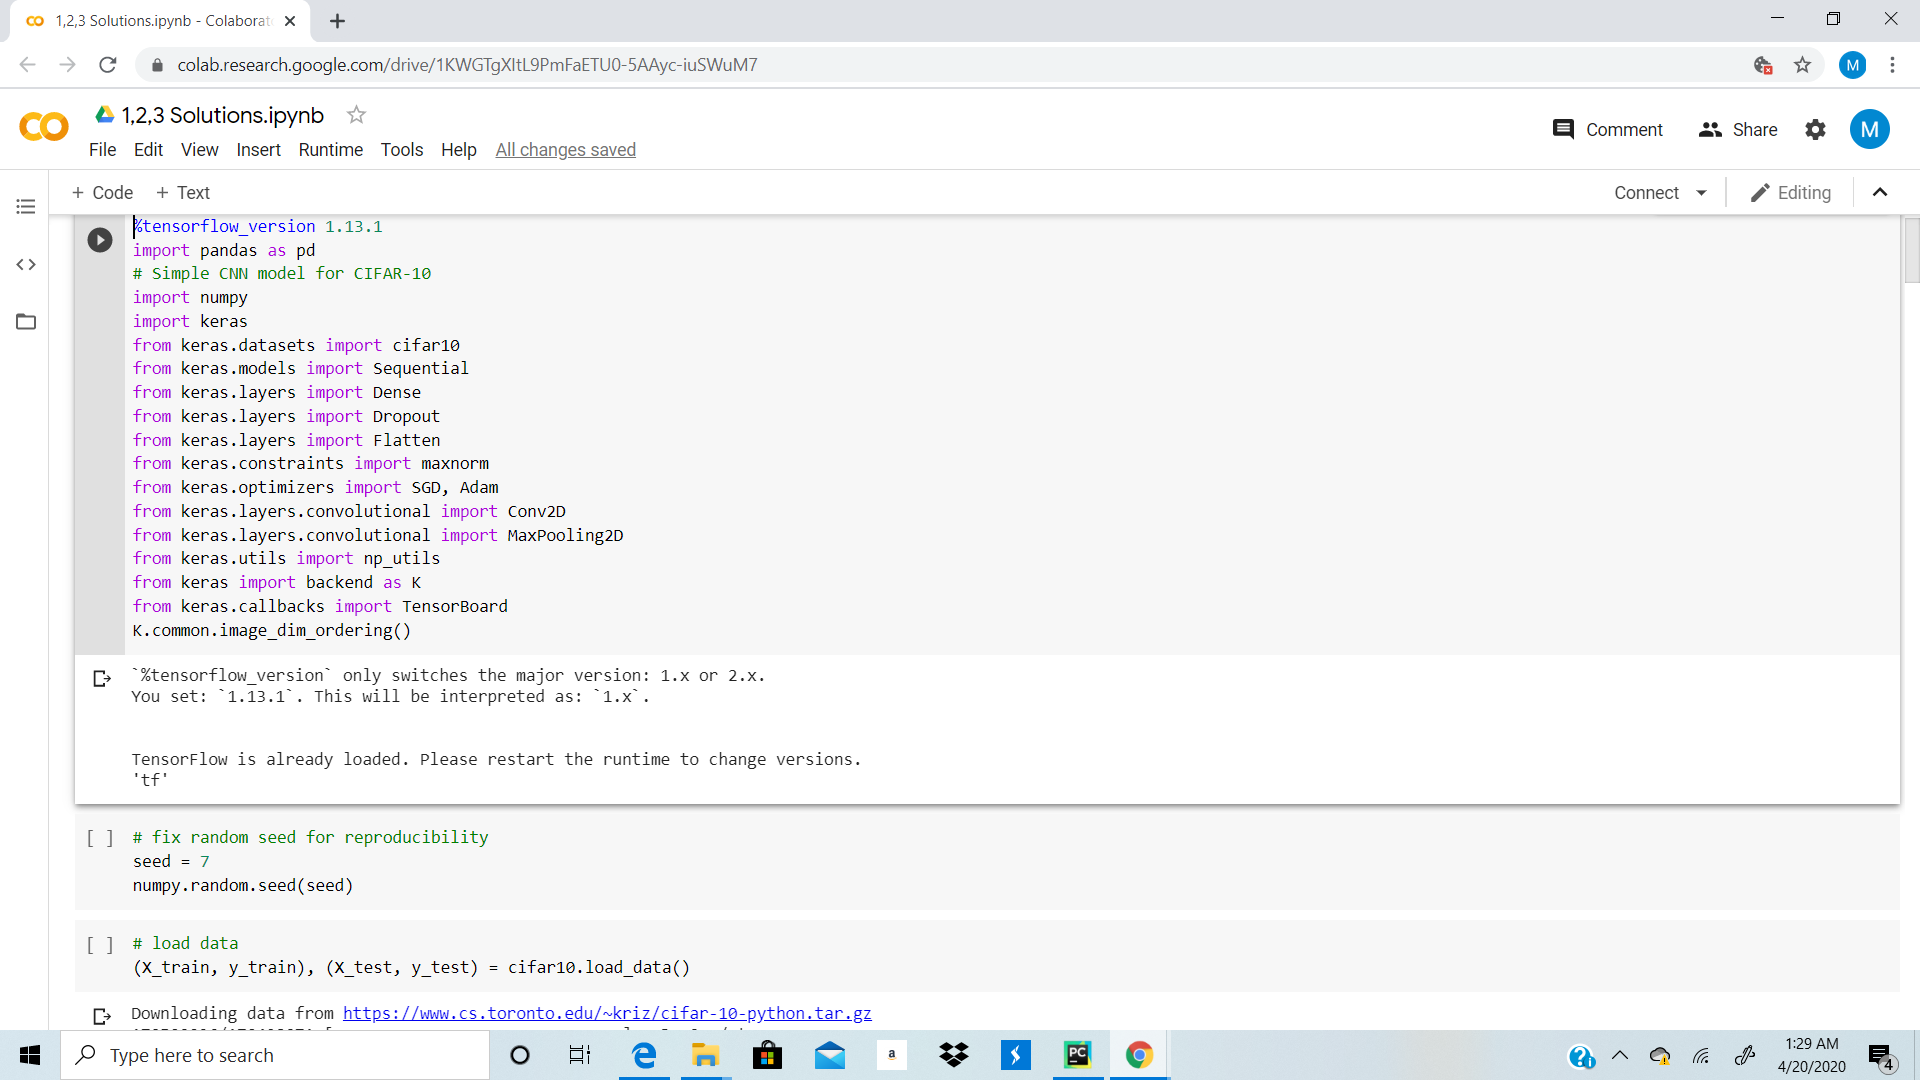 1,2,3 Solutions.ipynb - Colaborat
colab.research.google.com/drive/1KWGTgXItL9PmFaETU0-5AAyc-iuSWuM7
M
1,2,3 Solutions.ipynb
Comment
Share
M
File Edit View Insert Runtime Tools Help All changes saved
+ Code + Text
Connect
Editing
%tensorflow_version 1.13.1
import pandas as pd
# Simple CNN model for CIFAR-10
import numpy
import keras
from keras.datasets import cifar10
from keras.models import Sequential
from keras.layers import Dense
from keras.layers import Dropout
from keras.layers import Flatten
from keras.constraints import maxnorm
from keras.optimizers import SGD, Adam
from keras.layers.convolutional import Conv2D
from keras.layers.convolutional import MaxPooling2D
from keras.utils import np_utils
from keras import backend as K
from keras.callbacks import TensorBoard
K.common.image_dim_ordering()
`%tensorflow_version` only switches the major version: 1.x or 2.x.
You set: `1.13.1`. This will be interpreted as: `1.x`.
TensorFlow is already loaded. Please restart the runtime to change versions.
'tf'
[ ] # fix random seed for reproducibility
seed = 7
numpy.random.seed(seed)
[ ] # load data
(X_train, y_train), (X_test, y_test) = cifar10.load_data()
Downloading data from https://www.cs.toronto.edu/~kriz/cifar-10-python.tar.gz
Type here to search
a
PC
1:29 AM
4/20/2020
4